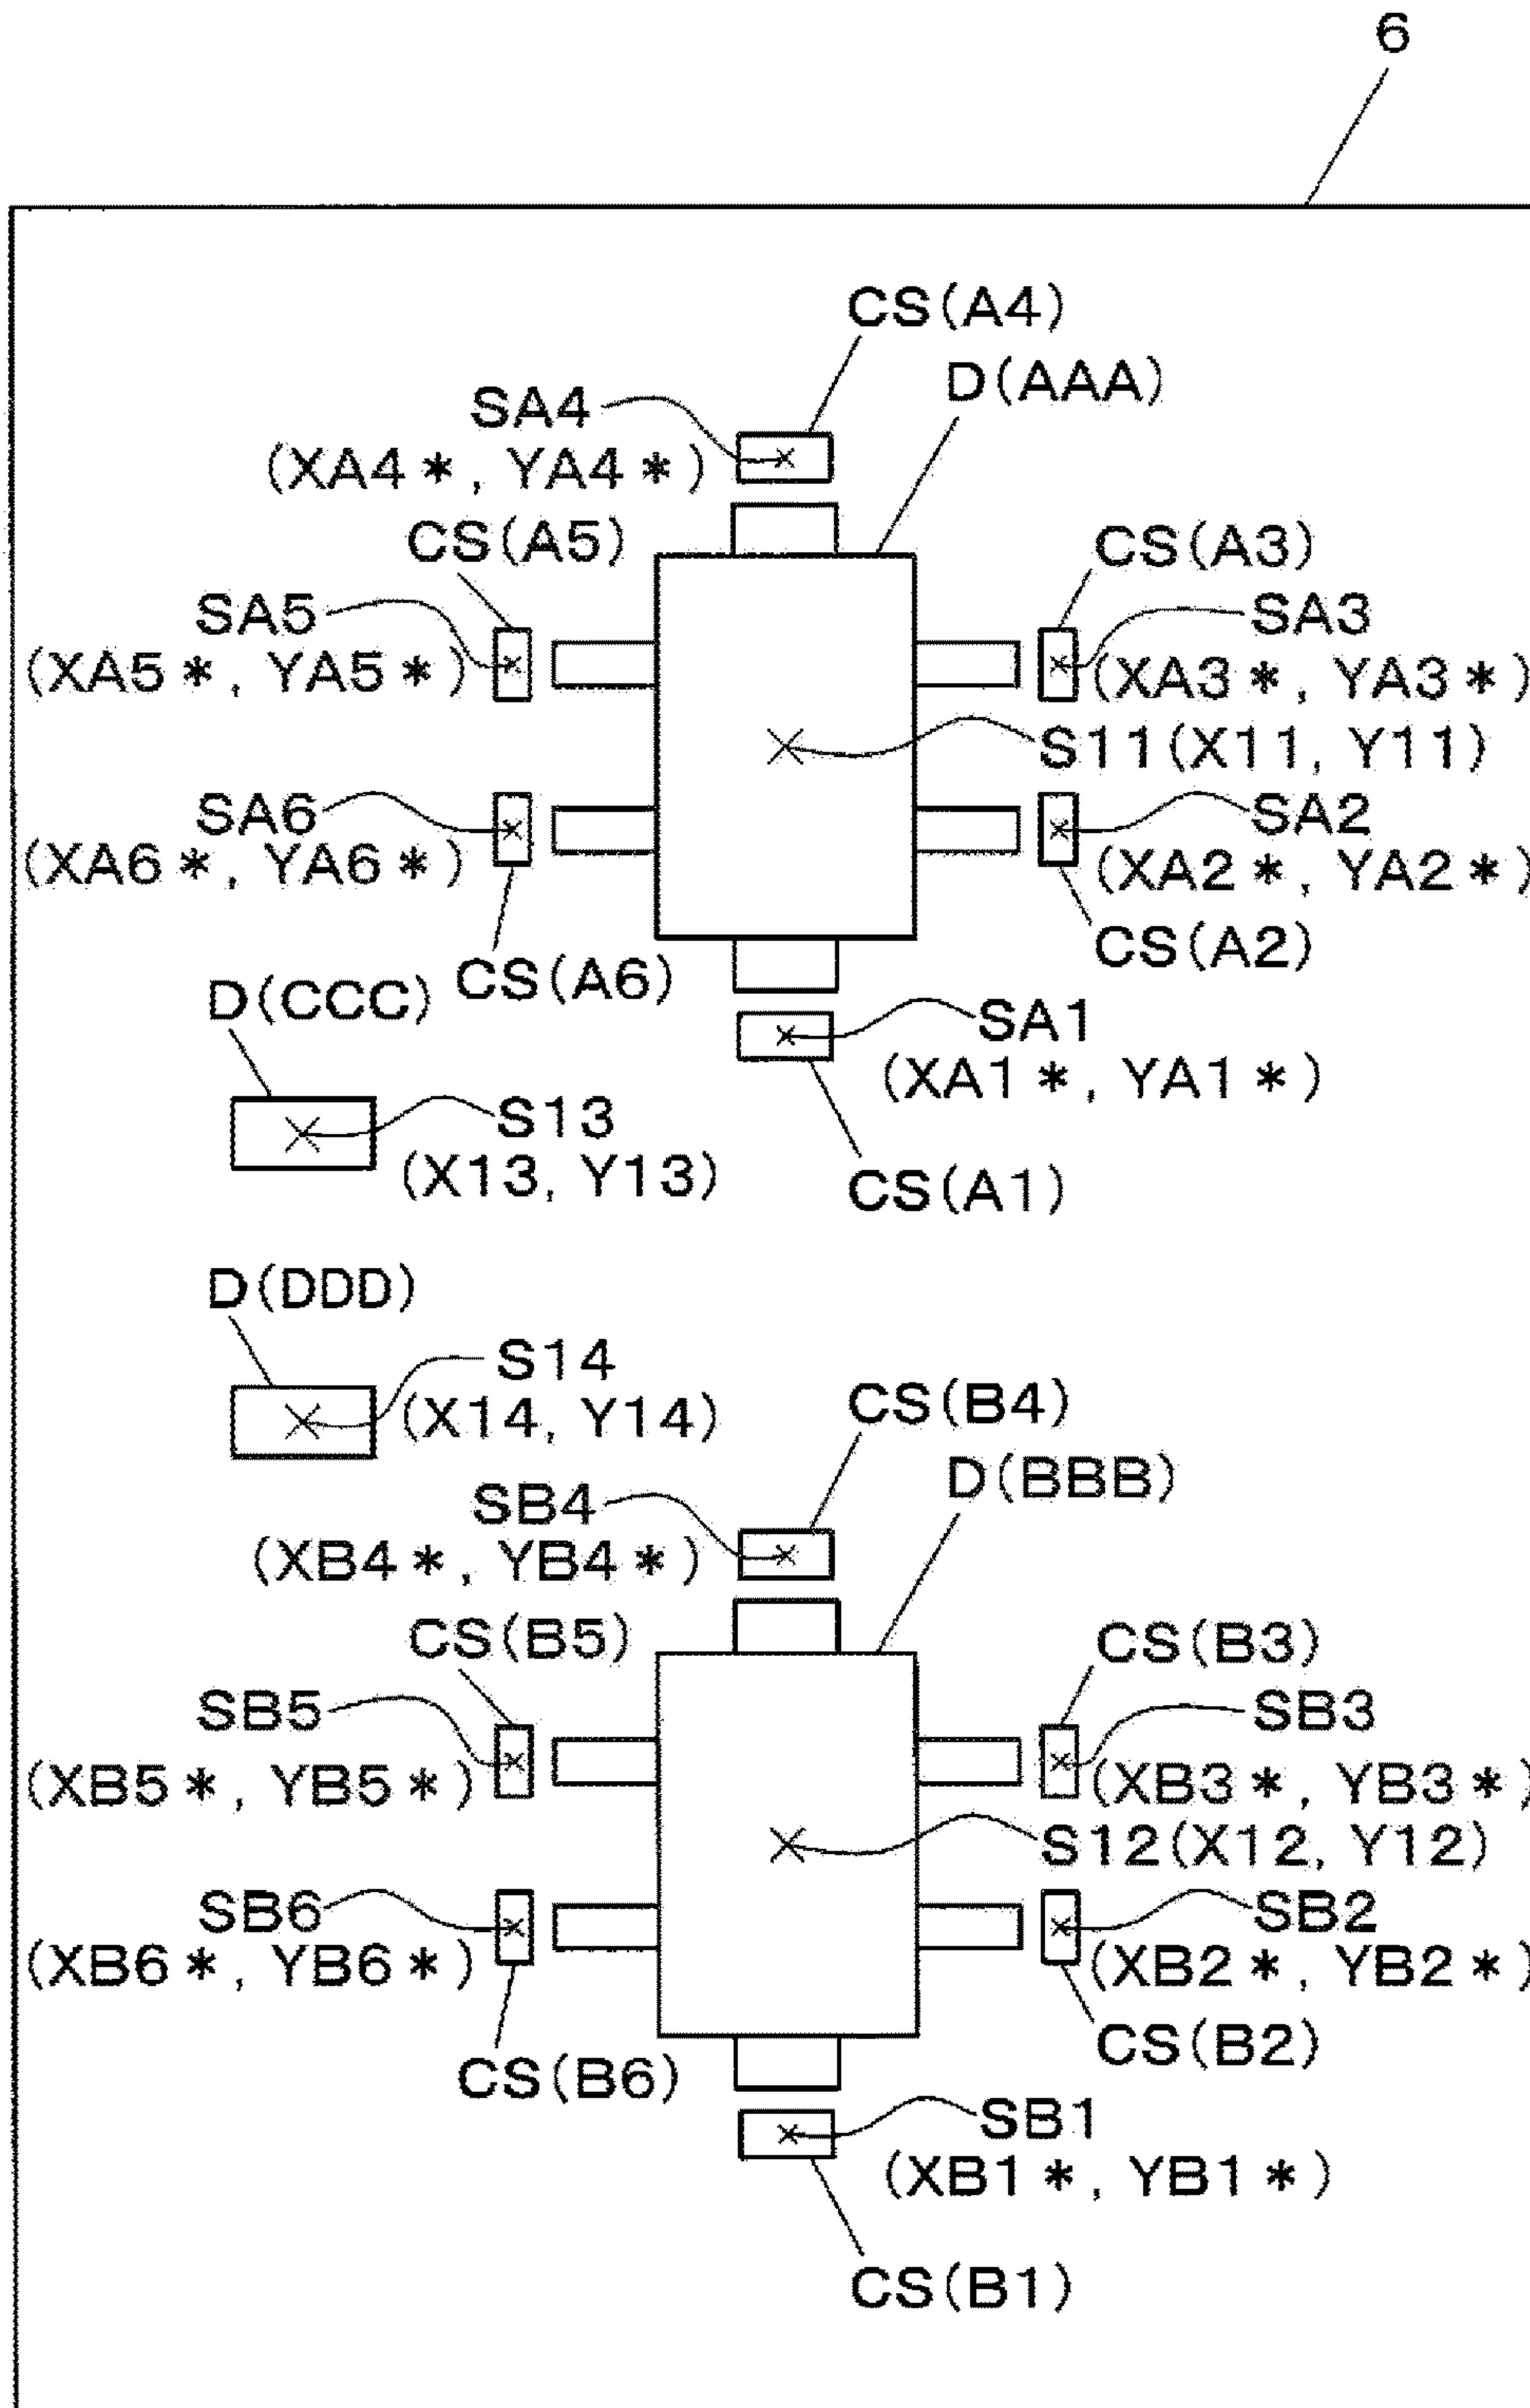 6
CS(A4)
D(AAA)
SA4
(XA4*, YA4*)
CS(A5)
CS(A3)
SA5
(XA5*, YA5*)
SA3
(XA3*, YA3*)
S11(X11, Y11)
SA6
(XA6*, YA6*)
SA2
(XA2*, YA2*)
CS(A2)
CS(A6)
D(CCC)
SA1
(XA1*, YA1*)
S13
(X13, Y13)
CS(A1)
D(DDD)
S14
(X14, Y14)
CS(B4)
D(BBB)
SB4
(XB4*, YB4*)
CS(B5)
CS(B3)
SB5
(XB5*, YB5*)
SB3
(XB3*, YB3*)
S12(X12, Y12)
SB6
(XB6*, YB6*)
SB2
(XB2*, YB2*)
CS(B2)
CS(B6)
SB1
(XB1*, YB1*)
CS(B1)